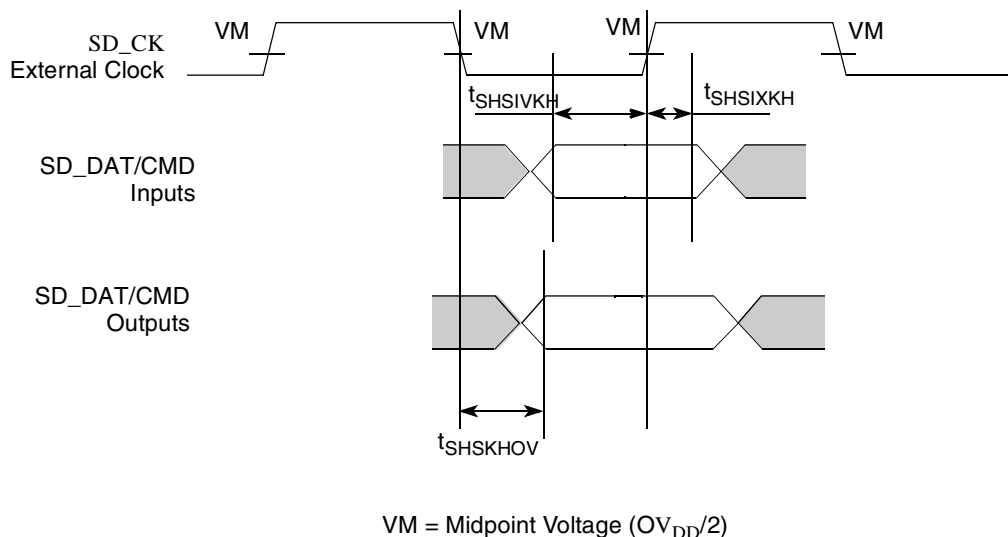 VM VM VM VM
SD_CK
External Clock
tSHSIVKH tSHSIXKH
SD_DAT/CMD
Inputs
SD_DAT/CMD
Outputs
tSHSKHOV
VM = Midpoint Voltage (OVDD/2)